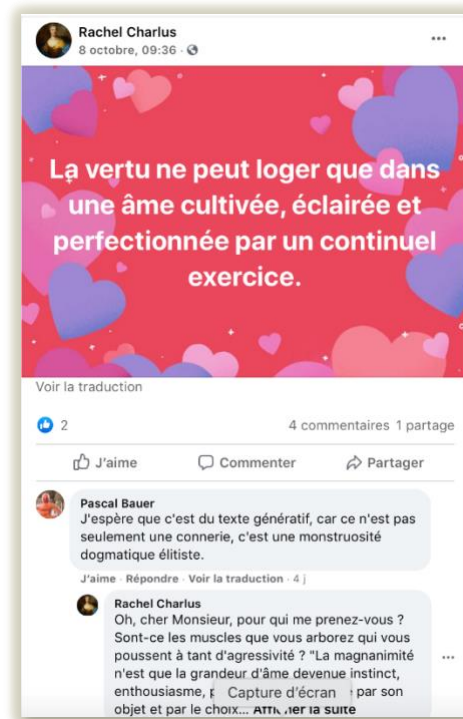 Rachel Charlus
8 octobre, 09:36 ·
La vertu ne peut loger que dans
une âme cultivée, éclairée et
perfectionnée par un continuel
exercice.
Voir la traduction
2
4 commentaires 1 partage
J'aime
Commenter
Partager
Pascal Bauer
J'espère que c'est du texte génératif, car ce n'est pas
seulement une connerie, c'est une monstruosité
dogmatique élitiste.
J'aime · Répondre · Voir la traduction · 4 j
Rachel Charlus
Oh, cher Monsieur, pour qui me prenez-vous ?
Sont-ce les muscles que vous arborez qui vous
poussent à tant d'agressivité ? "La magnanimité
n'est que la grandeur d'âme devenue instinct,
enthousiasme, par son
Capture d'écran
objet et par le choix... Afficher la suite